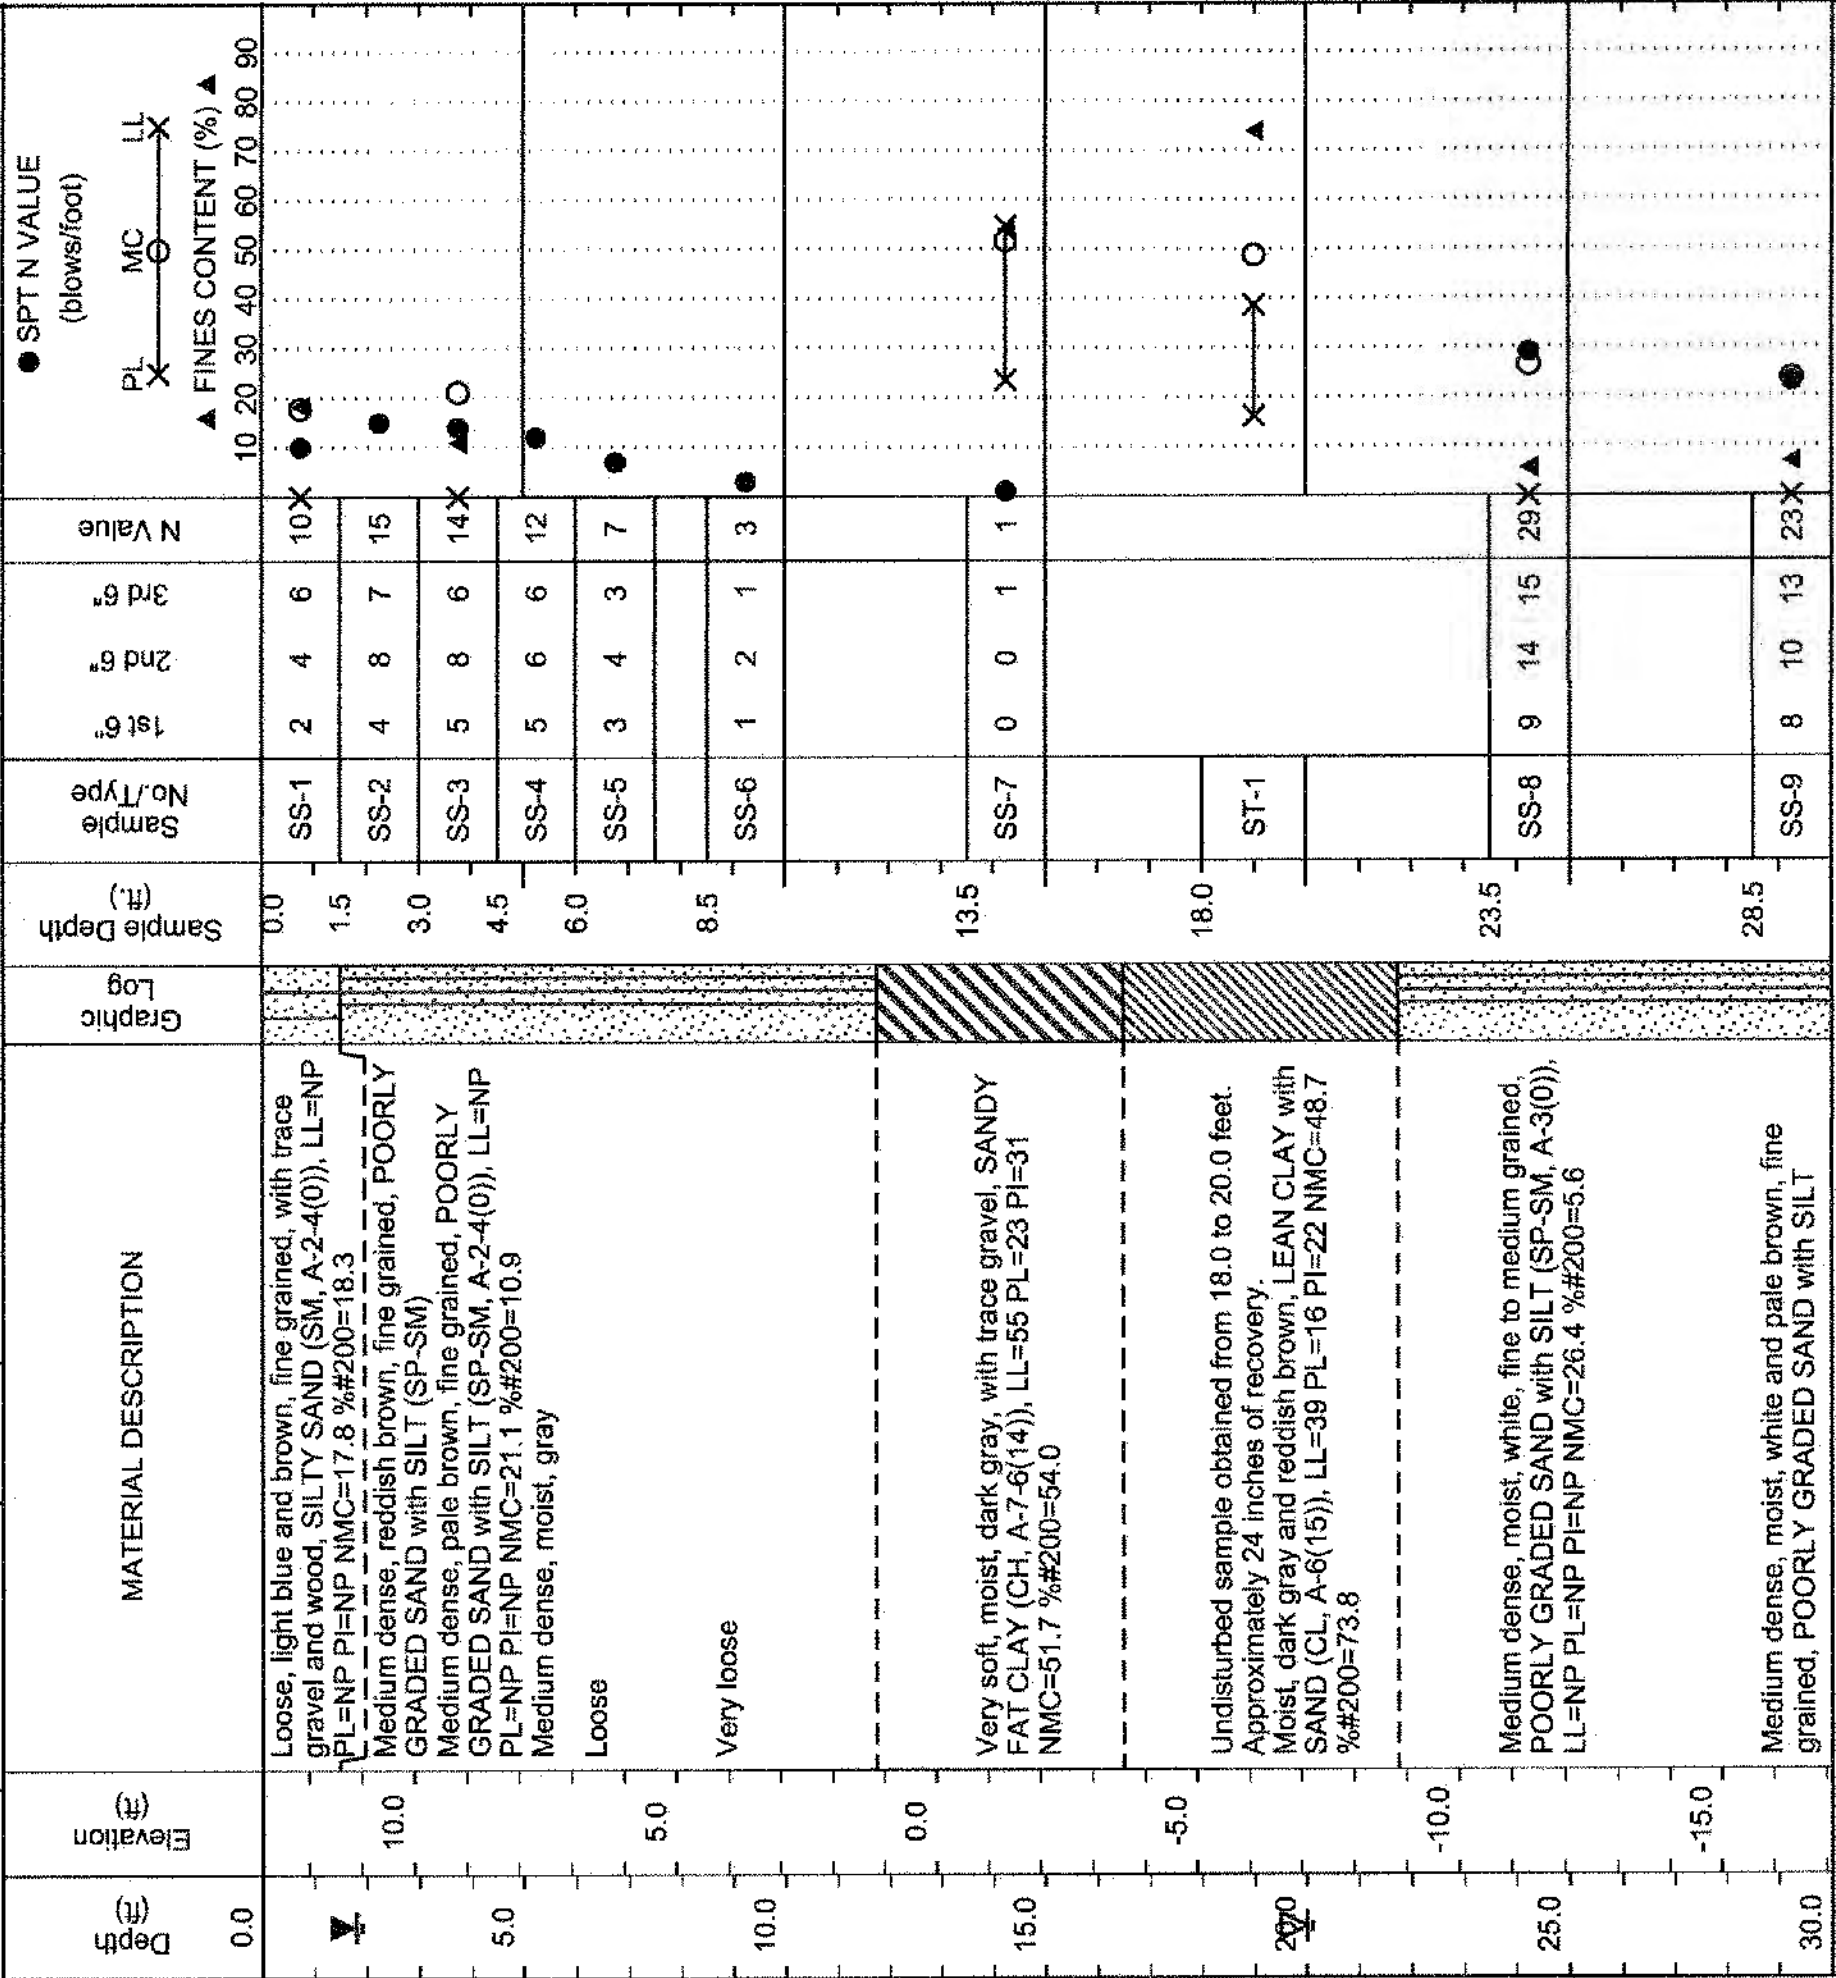 Depth
(ft)
Elevation
(ft)
MATERIAL DESCRIPTION
Graphic
Log
Sample Depth
(ft.)
Sample
No./Type
1st 6"
2nd 6"
3rd 6"
N Value
● SPT N VALUE
(blows/foot)
PL MC LL
▲ FINES CONTENT (%) ▲
10 20 30 40 50 60 70 80 90
0.0
5.0
10.0
15.0
20.0
25.0
30.0
10.0
5.0
0.0
-5.0
-10.0
-15.0
Loose, light blue and brown, fine grained, with trace
gravel and wood, SILTY SAND (SM, A-2-4(0)), LL=NP
PL=NP PI=NP NMC=17.8 %#200=18.3
Medium dense, reddish brown, fine grained, POORLY
GRADED SAND with SILT (SP-SM)
Medium dense, pale brown, fine grained, POORLY
GRADED SAND with SILT (SP-SM, A-2-4(0)), LL=NP
PL=NP PI=NP NMC=21.1 %#200=10.9
Medium dense, moist, gray
Loose
Very loose
Very soft, moist, dark gray, with trace gravel, SANDY
FAT CLAY (CH, A-7-6(14)), LL=55 PL=23 PI=31
NMC=51.7 %#200=54.0
Undisturbed sample obtained from 18.0 to 20.0 feet.
Approximately 24 inches of recovery.
Moist, dark gray and reddish brown, LEAN CLAY with
SAND (CL, A-6(15)), LL=39 PL=16 PI=22 NMC=48.7
%#200=73.8
Medium dense, moist, white, fine to medium grained,
POORLY GRADED SAND with SILT (SP-SM, A-3(0)),
LL=NP PL=NP PI=NP NMC=26.4 %#200=5.6
Medium dense, moist, white and pale brown, fine
grained, POORLY GRADED SAND with SILT
0.0 SS-1 2 4 6 10
1.5 SS-2 4 8 7 15
3.0 SS-3 5 8 6 14
4.5 SS-4 5 6 6 12
6.0 SS-5 3 4 3 7
8.5 SS-6 1 2 1 3
13.5 SS-7 0 0 1 1
18.0 ST-1
23.5 SS-8 9 14 15 29
28.5 SS-9 8 10 13 23